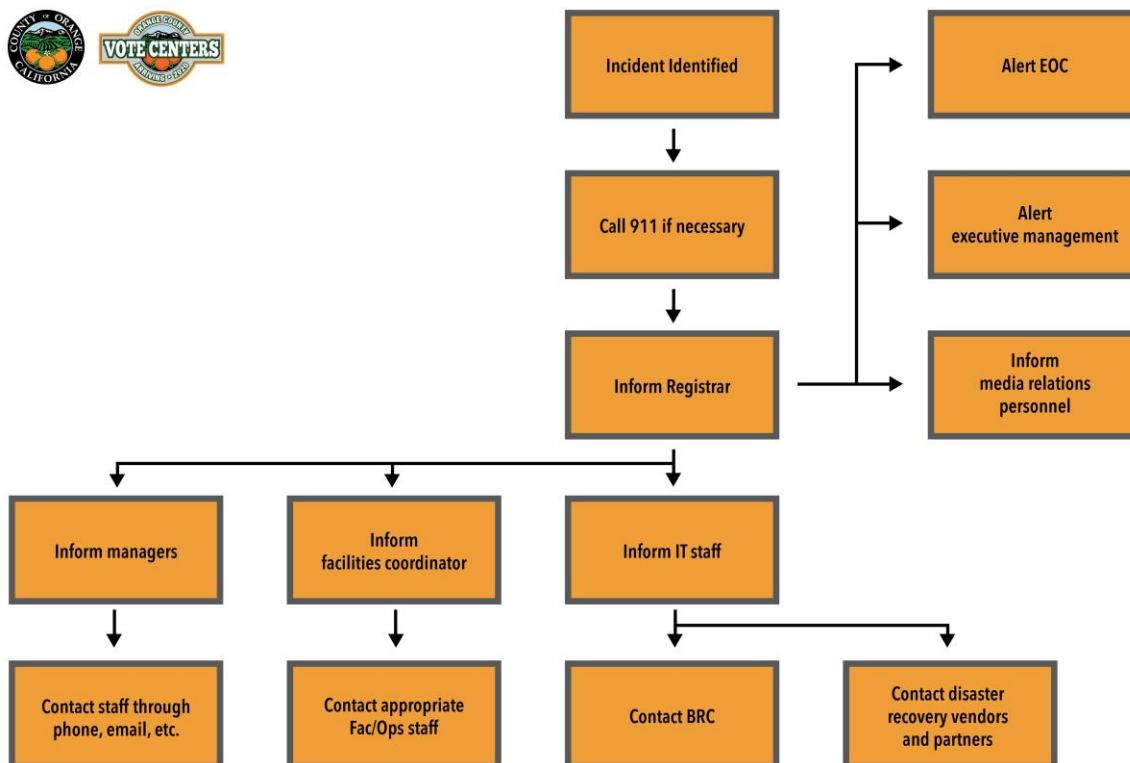 COUNTY OF ORANGE
CALIFORNIA
ORANGE COUNTY
VOTE CENTERS
ARRIVING • 2020
Incident Identified
Alert EOC
Call 911 if necessary
Alert
executive management
Inform Registrar
Inform
media relations
personnel
Inform managers
Inform
facilities coordinator
Inform IT staff
Contact staff through
phone, email, etc.
Contact appropriate
Fac/Ops staff
Contact BRC
Contact disaster
recovery vendors
and partners